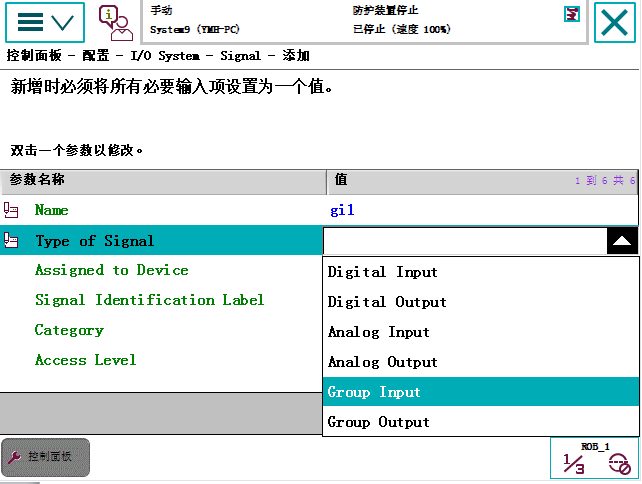 手动
System9 (YMH-PC)
防护装置停止
已停止 (速度 100%)
控制面板 - 配置 - I/O System - Signal - 添加
新增时必须将所有必要输入项设置为一个值。
双击一个参数以修改。
参数名称
值
1 到 6 共 6
Name
gi1
Type of Signal
Assigned to Device
Signal Identification Label
Category
Access Level
Digital Input
Digital Output
Analog Input
Analog Output
Group Input
Group Output
控制面板
ROB_1
1/3